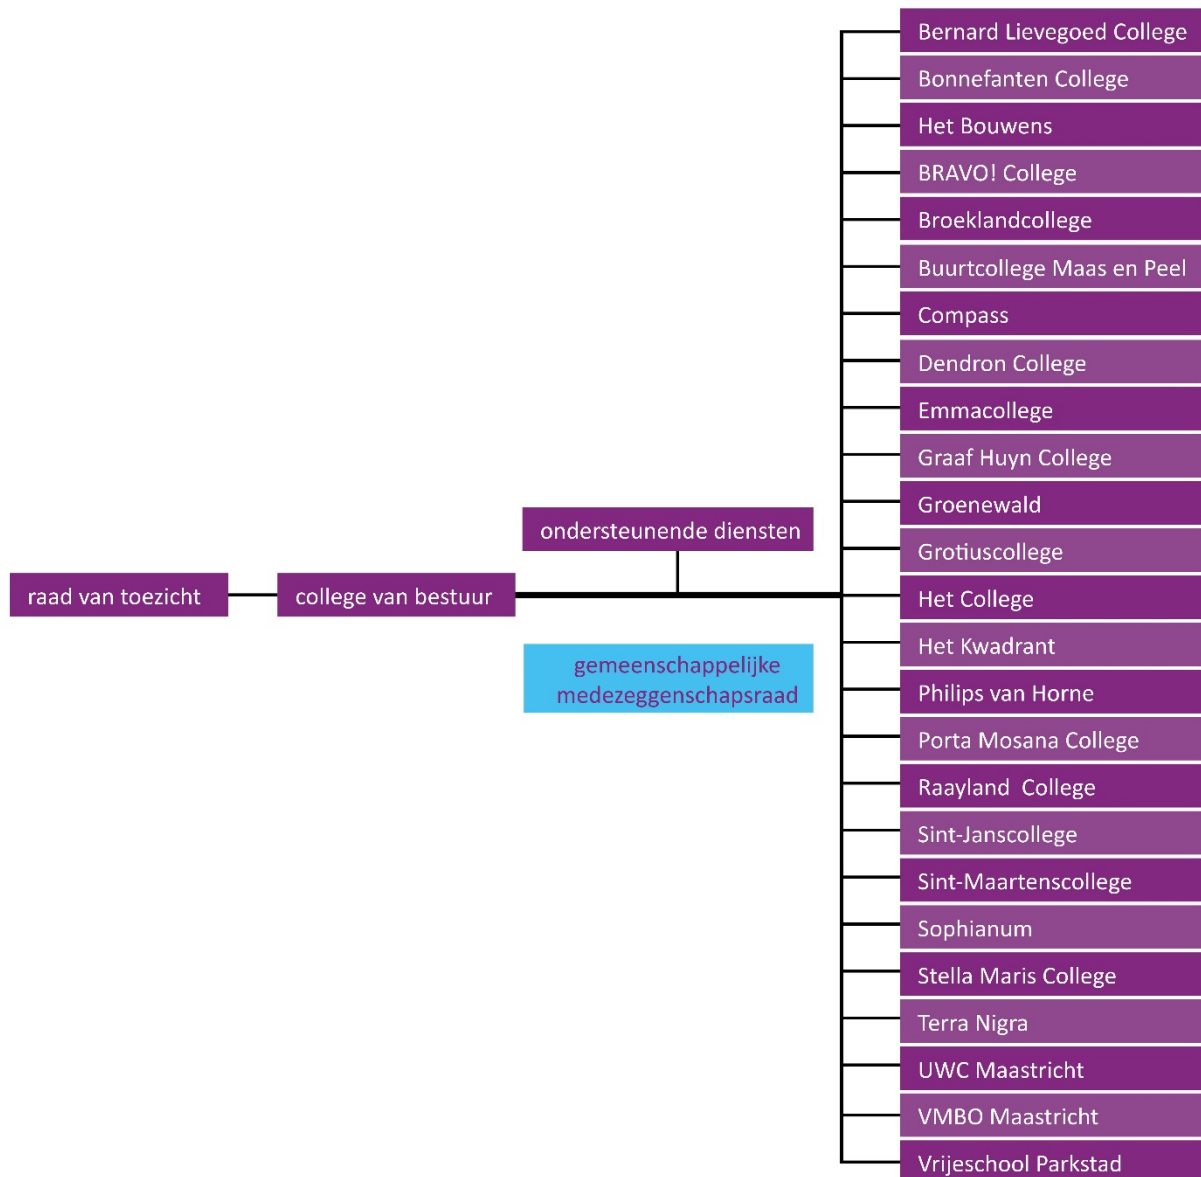 raad van toezicht
college van bestuur
ondersteunende diensten
gemeenschappelijke
medezeggenschapsraad
Bernard Lievegoed College
Bonnefanten College
Het Bouwens
BRAVO! College
Broeklandcollege
Buurtcollege Maas en Peel
Compass
Dendron College
Emmacollege
Graaf Huyn College
Groenewald
Grotiuscollege
Het College
Het Kwadrant
Philips van Horne
Porta Mosana College
Raayland  College
Sint-Janscollege
Sint-Maartenscollege
Sophianum
Stella Maris College
Terra Nigra
UWC Maastricht
VMBO Maastricht
Vrijeschool Parkstad